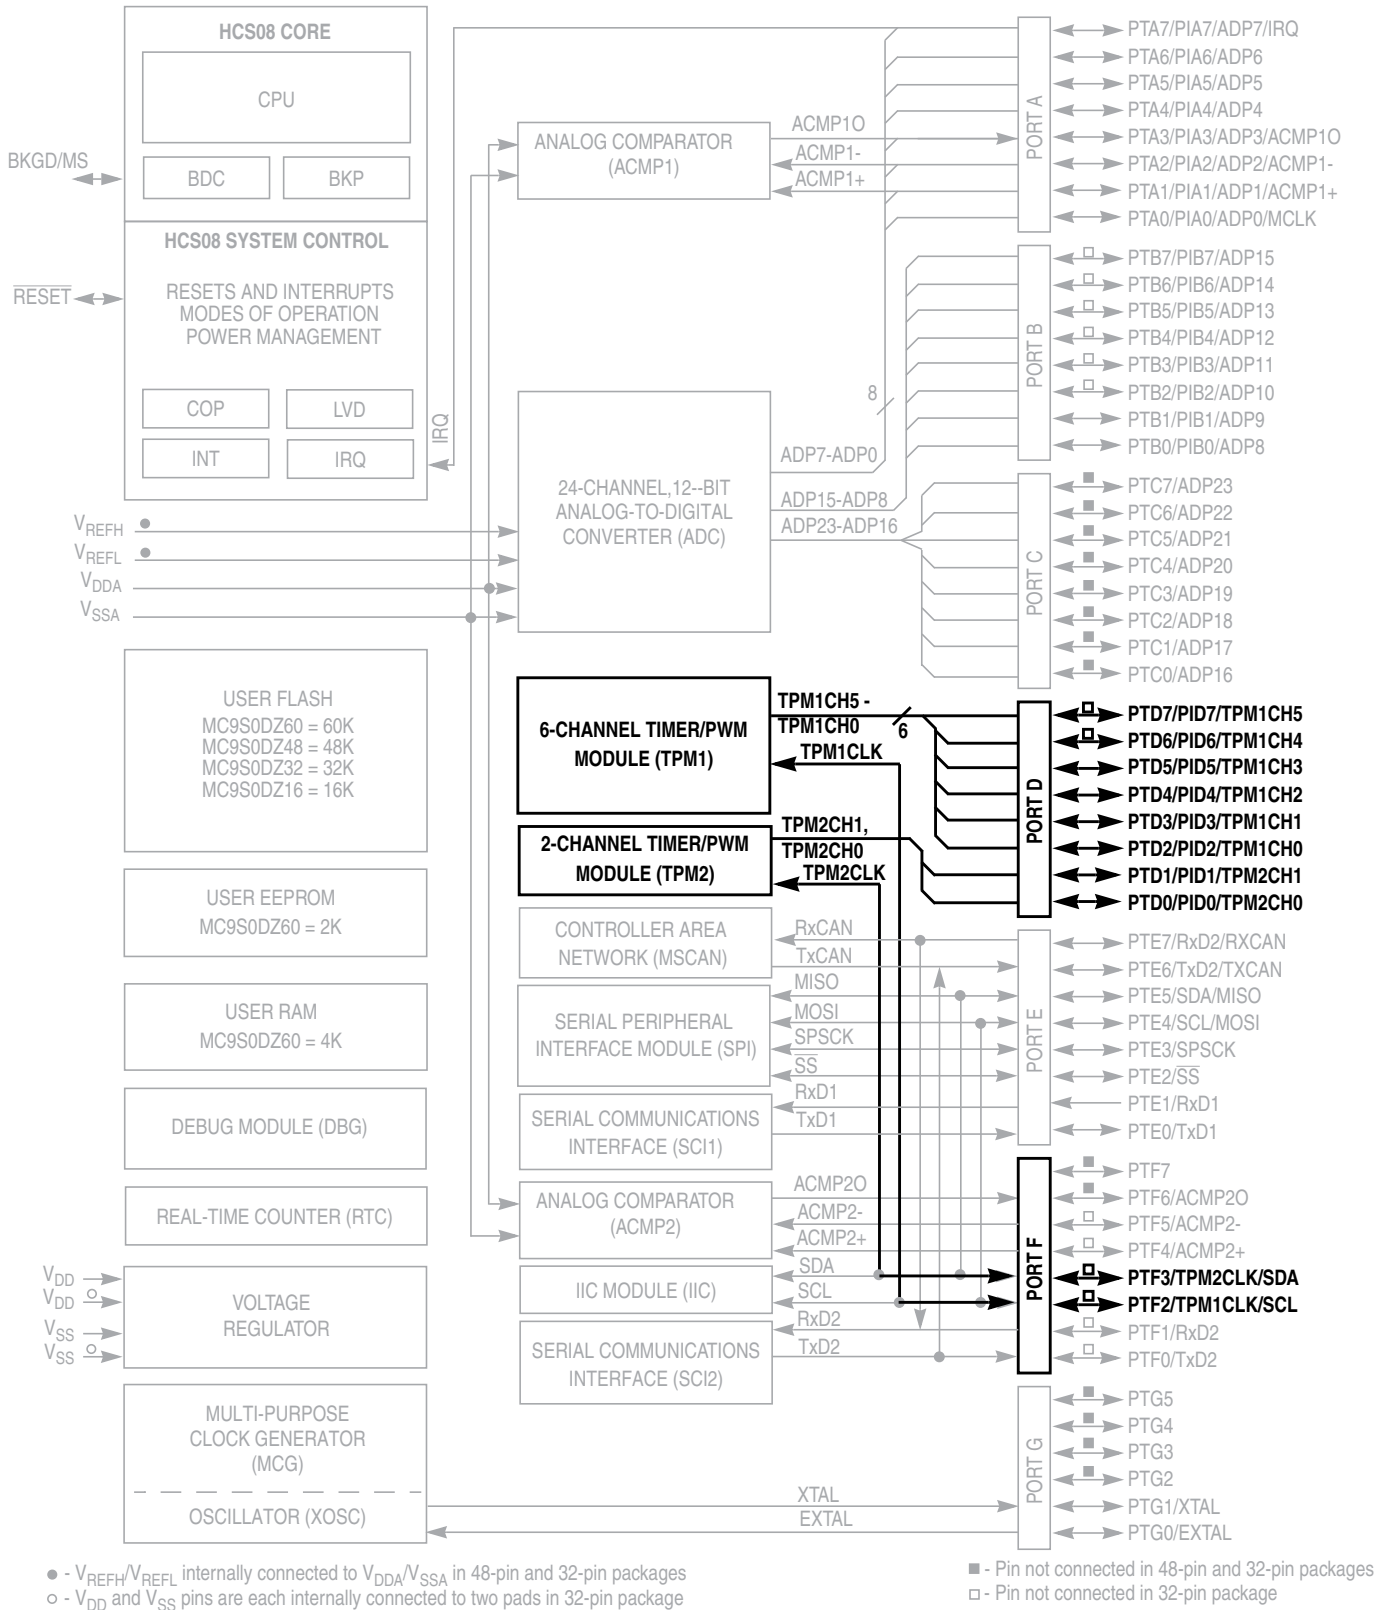 HCS08 CORE
CPU
BDC
BKP
BKGD/MS
HCS08 SYSTEM CONTROL
RESETS AND INTERRUPTS
MODES OF OPERATION
POWER MANAGEMENT
RESET
COP
LVD
INT
IRQ
IRQ
VREFH
VREFL
VDDA
VSSA
USER FLASH
MC9S0DZ60 = 60K
MC9S0DZ48 = 48K
MC9S0DZ32 = 32K
MC9S0DZ16 = 16K
USER EEPROM
MC9S0DZ60 = 2K
USER RAM
MC9S0DZ60 = 4K
DEBUG MODULE (DBG)
REAL-TIME COUNTER (RTC)
VDD
VDD
VSS
VSS
VOLTAGE
REGULATOR
MULTI-PURPOSE
CLOCK GENERATOR
(MCG)
OSCILLATOR (XOSC)
ANALOG COMPARATOR
(ACMP1)
ACMP1O
ACMP1-
ACMP1+
24-CHANNEL,12--BIT
ANALOG-TO-DIGITAL
CONVERTER (ADC)
8
ADP7-ADP0
ADP15-ADP8
ADP23-ADP16
6-CHANNEL TIMER/PWM
MODULE (TPM1)
TPM1CH5 -
TPM1CH0
6
TPM1CLK
2-CHANNEL TIMER/PWM
MODULE (TPM2)
TPM2CH1,
TPM2CH0
TPM2CLK
CONTROLLER AREA
NETWORK (MSCAN)
RxCAN
TxCAN
SERIAL PERIPHERAL
INTERFACE MODULE (SPI)
MISO
MOSI
SPSCK
SS
SERIAL COMMUNICATIONS
INTERFACE (SCI1)
RxD1
TxD1
ANALOG COMPARATOR
(ACMP2)
ACMP2O
ACMP2-
ACMP2+
IIC MODULE (IIC)
SDA
SCL
SERIAL COMMUNICATIONS
INTERFACE (SCI2)
RxD2
TxD2
XTAL
EXTAL
PORT A
PTA7/PIA7/ADP7/IRQ
PTA6/PIA6/ADP6
PTA5/PIA5/ADP5
PTA4/PIA4/ADP4
PTA3/PIA3/ADP3/ACMP1O
PTA2/PIA2/ADP2/ACMP1-
PTA1/PIA1/ADP1/ACMP1+
PTA0/PIA0/ADP0/MCLK
PORT B
PTB7/PIB7/ADP15
PTB6/PIB6/ADP14
PTB5/PIB5/ADP13
PTB4/PIB4/ADP12
PTB3/PIB3/ADP11
PTB2/PIB2/ADP10
PTB1/PIB1/ADP9
PTB0/PIB0/ADP8
PORT C
PTC7/ADP23
PTC6/ADP22
PTC5/ADP21
PTC4/ADP20
PTC3/ADP19
PTC2/ADP18
PTC1/ADP17
PTC0/ADP16
PORT D
PTD7/PID7/TPM1CH5
PTD6/PID6/TPM1CH4
PTD5/PID5/TPM1CH3
PTD4/PID4/TPM1CH2
PTD3/PID3/TPM1CH1
PTD2/PID2/TPM1CH0
PTD1/PID1/TPM2CH1
PTD0/PID0/TPM2CH0
PORT E
PTE7/RxD2/RXCAN
PTE6/TxD2/TXCAN
PTE5/SDA/MISO
PTE4/SCL/MOSI
PTE3/SPSCK
PTE2/SS
PTE1/RxD1
PTE0/TxD1
PORT F
PTF7
PTF6/ACMP2O
PTF5/ACMP2-
PTF4/ACMP2+
PTF3/TPM2CLK/SDA
PTF2/TPM1CLK/SCL
PTF1/RxD2
PTF0/TxD2
PORT G
PTG5
PTG4
PTG3
PTG2
PTG1/XTAL
PTG0/EXTAL
● - VREFH/VREFL internally connected to VDDA/VSSA in 48-pin and 32-pin packages
○ - VDD and VSS pins are each internally connected to two pads in 32-pin package
■ - Pin not connected in 48-pin and 32-pin packages
□ - Pin not connected in 32-pin package